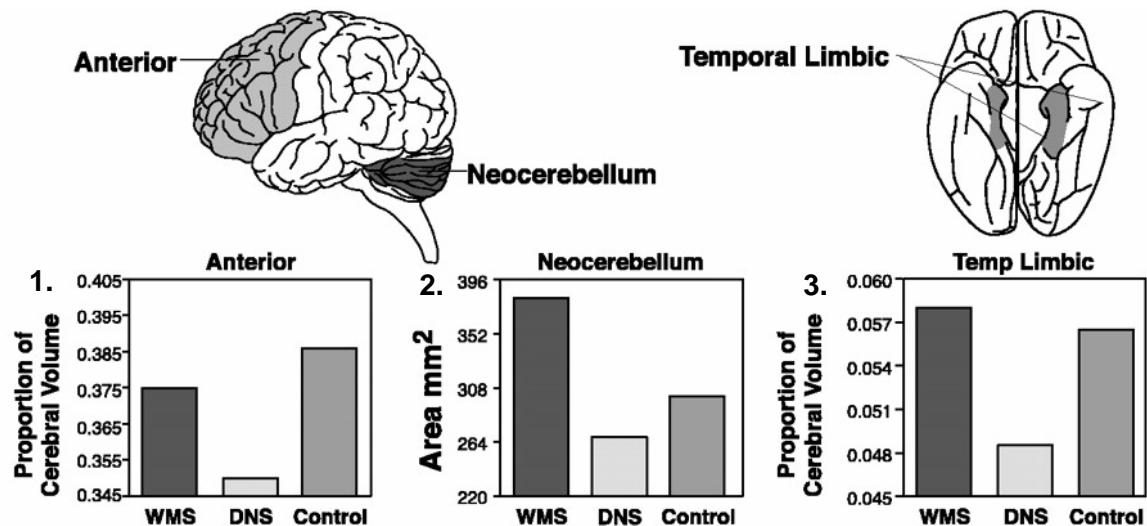 Anterior
Neocerebellum
Temporal Limbic
1.
Anterior
Proportion of
Cerebral Volume
0.405
0.395
0.385
0.375
0.365
0.355
0.345
WMS DNS Control
2.
Neocerebellum
Area mm²
396
352
308
264
220
WMS DNS Control
3.
Temp Limbic
Proportion of
Cerebral Volume
0.060
0.057
0.054
0.051
0.048
0.045
WMS DNS Control